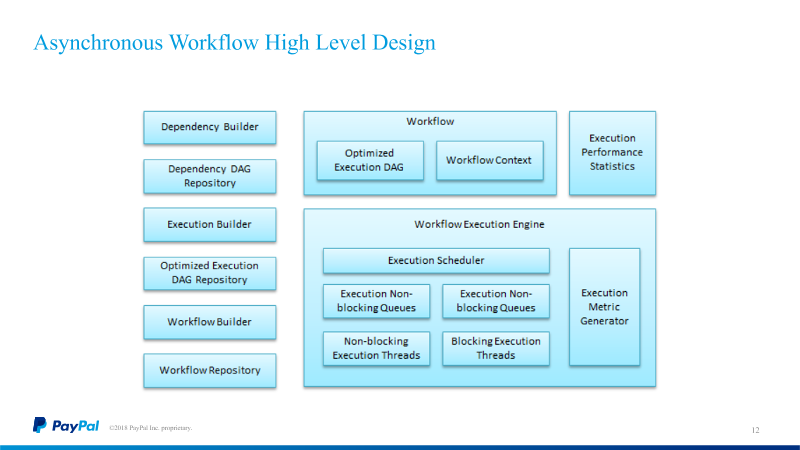 Asynchronous Workflow High Level Design
Dependency Builder
Dependency DAG
Repository
Execution Builder
Optimized Execution
DAG Repository
Workflow Builder
Workflow Repository
Workflow
Optimized
Execution DAG
Workflow Context
Execution
Performance
Statistics
Workflow Execution Engine
Execution Scheduler
Execution Non-
blocking Queues
Execution Non-
blocking Queues
Non-blocking
Execution Threads
Blocking Execution
Threads
Execution
Metric
Generator
PayPal
©2018 PayPal Inc. proprietary.
12